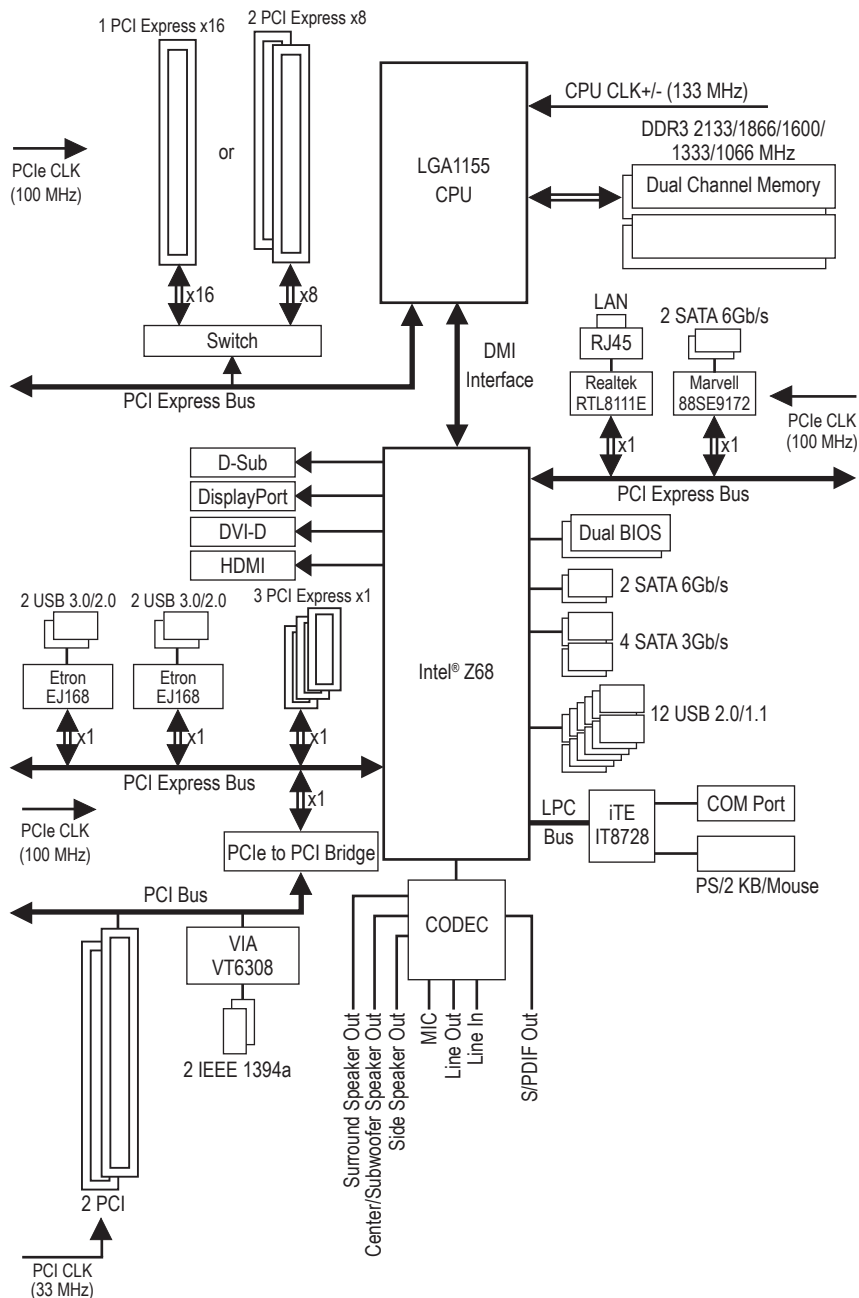 1 PCI Express x16
2 PCI Express x8
PCIe CLK
(100 MHz)
or
x16
x8
Switch
PCI Express Bus
LGA1155
CPU
CPU CLK+/- (133 MHz)
DDR3 2133/1866/1600/
1333/1066 MHz
Dual Channel Memory
DMI
Interface
LAN
RJ45
Realtek
RTL8111E
2 SATA 6Gb/s
Marvell
88SE9172
PCIe CLK
(100 MHz)
x1
x1
PCI Express Bus
D-Sub
DisplayPort
DVI-D
HDMI
Intel® Z68
Dual BIOS
2 SATA 6Gb/s
4 SATA 3Gb/s
12 USB 2.0/1.1
2 USB 3.0/2.0
2 USB 3.0/2.0
3 PCI Express x1
Etron
EJ168
Etron
EJ168
x1
x1
x1
PCI Express Bus
PCIe CLK
(100 MHz)
x1
PCIe to PCI Bridge
LPC
Bus
iTE
IT8728
COM Port
PS/2 KB/Mouse
PCI Bus
VIA
VT6308
2 IEEE 1394a
CODEC
Surround Speaker Out
Center/Subwoofer Speaker Out
Side Speaker Out
MIC
Line Out
Line In
S/PDIF Out
2 PCI
PCI CLK
(33 MHz)